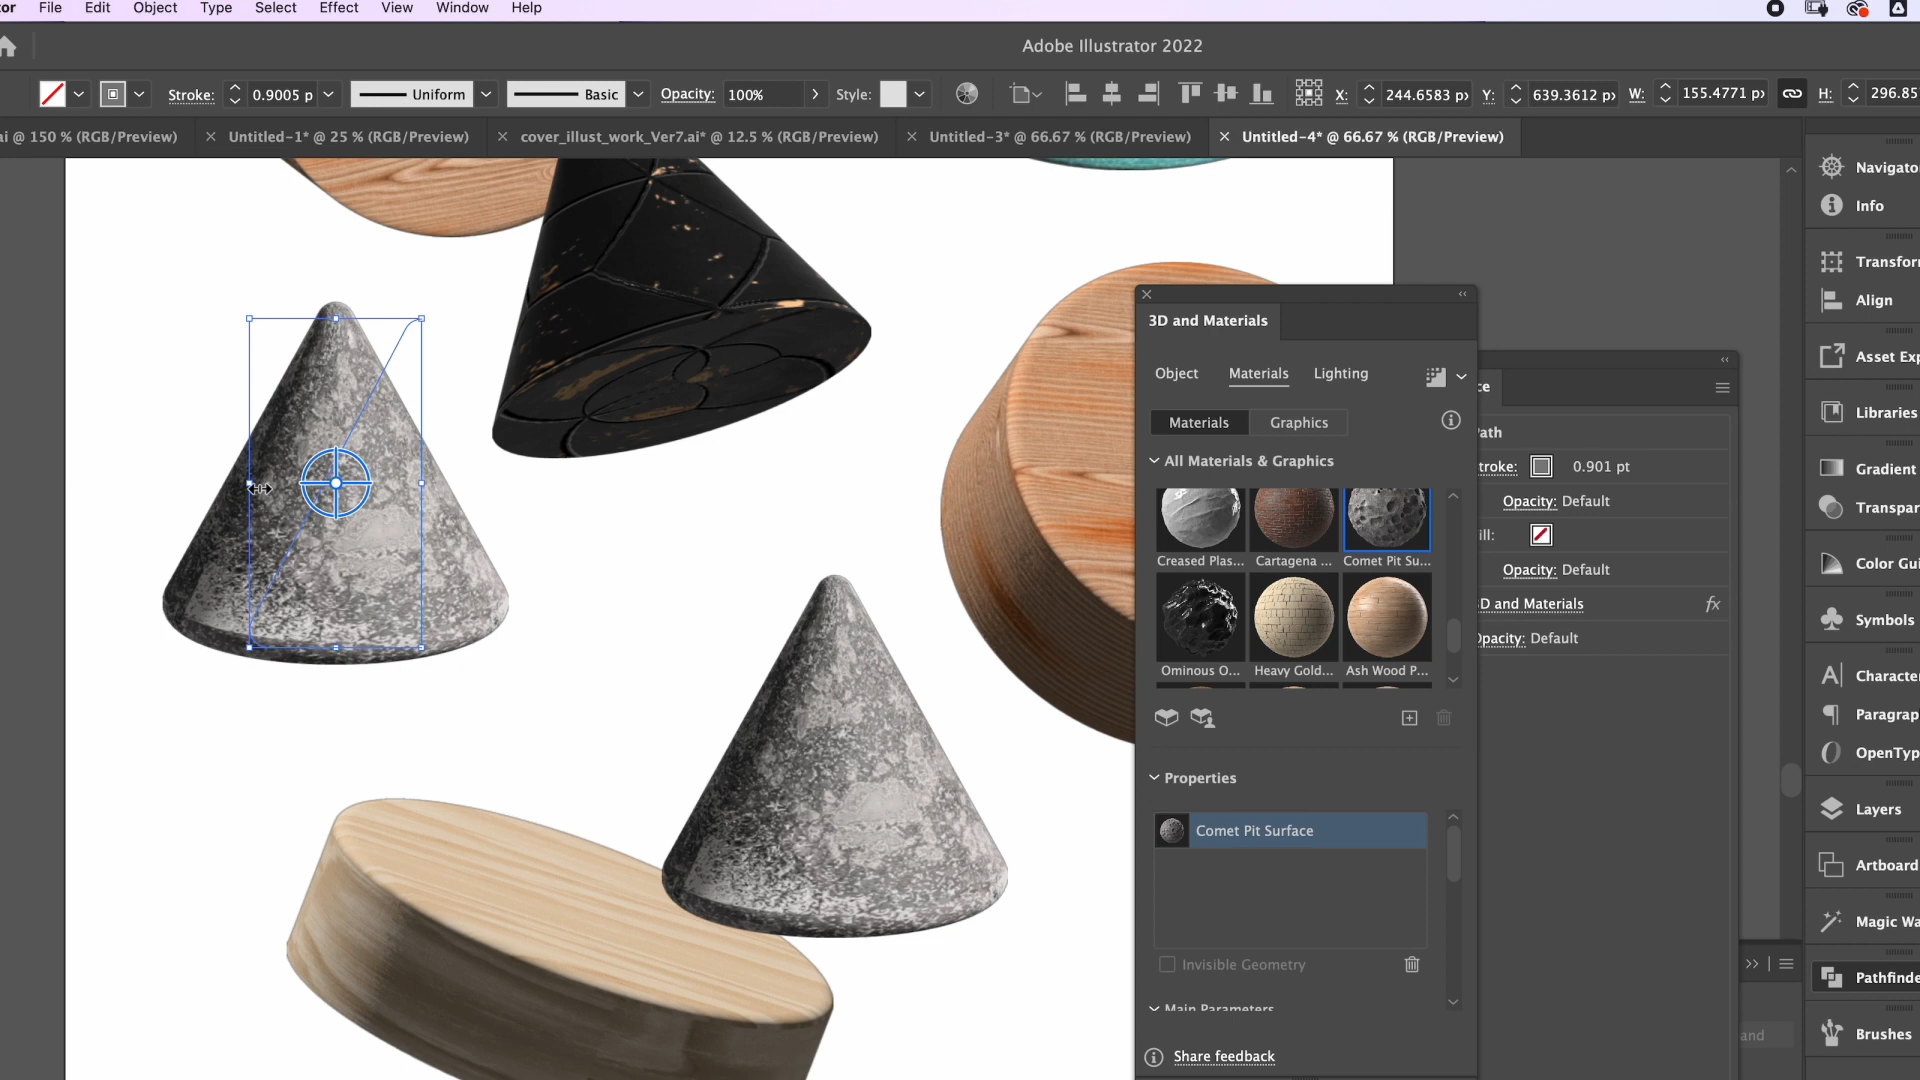 or File Edit Object Type Select Effect View Window Help
Adobe Illustrator 2022
Stroke: 0.9005 p Uniform Basic Opacity: 100% Style: X: 244.6583 p Y: 639.3612 p W: 155.4771 p H: 296.85
ai @ 150 % (RGB/Preview) × Untitled-1* @ 25 % (RGB/Preview) × cover_illust_work_Ver7.ai* @ 12.5 % (RGB/Preview) × Untitled-3* @ 66.67 % (RGB/Preview) × Untitled-4* @ 66.67 % (RGB/Preview)
3D and Materials
Object Materials Lighting
Materials Graphics
All Materials & Graphics
Creased Plas... Cartagena ... Comet Pit Su...
Ominous O... Heavy Gold... Ash Wood P...
Properties
Comet Pit Surface
Invisible Geometry
Main Parameters
Share feedback
ce
ath
troke: 0.901 pt
Opacity: Default
ill:
Opacity: Default
D and Materials fx
Opacity: Default
and
Navigato
Info
Transfor
Align
Asset Exp
Libraries
Gradient
Transpar
Color Gui
Symbols
Characte
Paragrap
OpenTyp
Layers
Artboard
Magic Wa
Pathfinde
Brushes